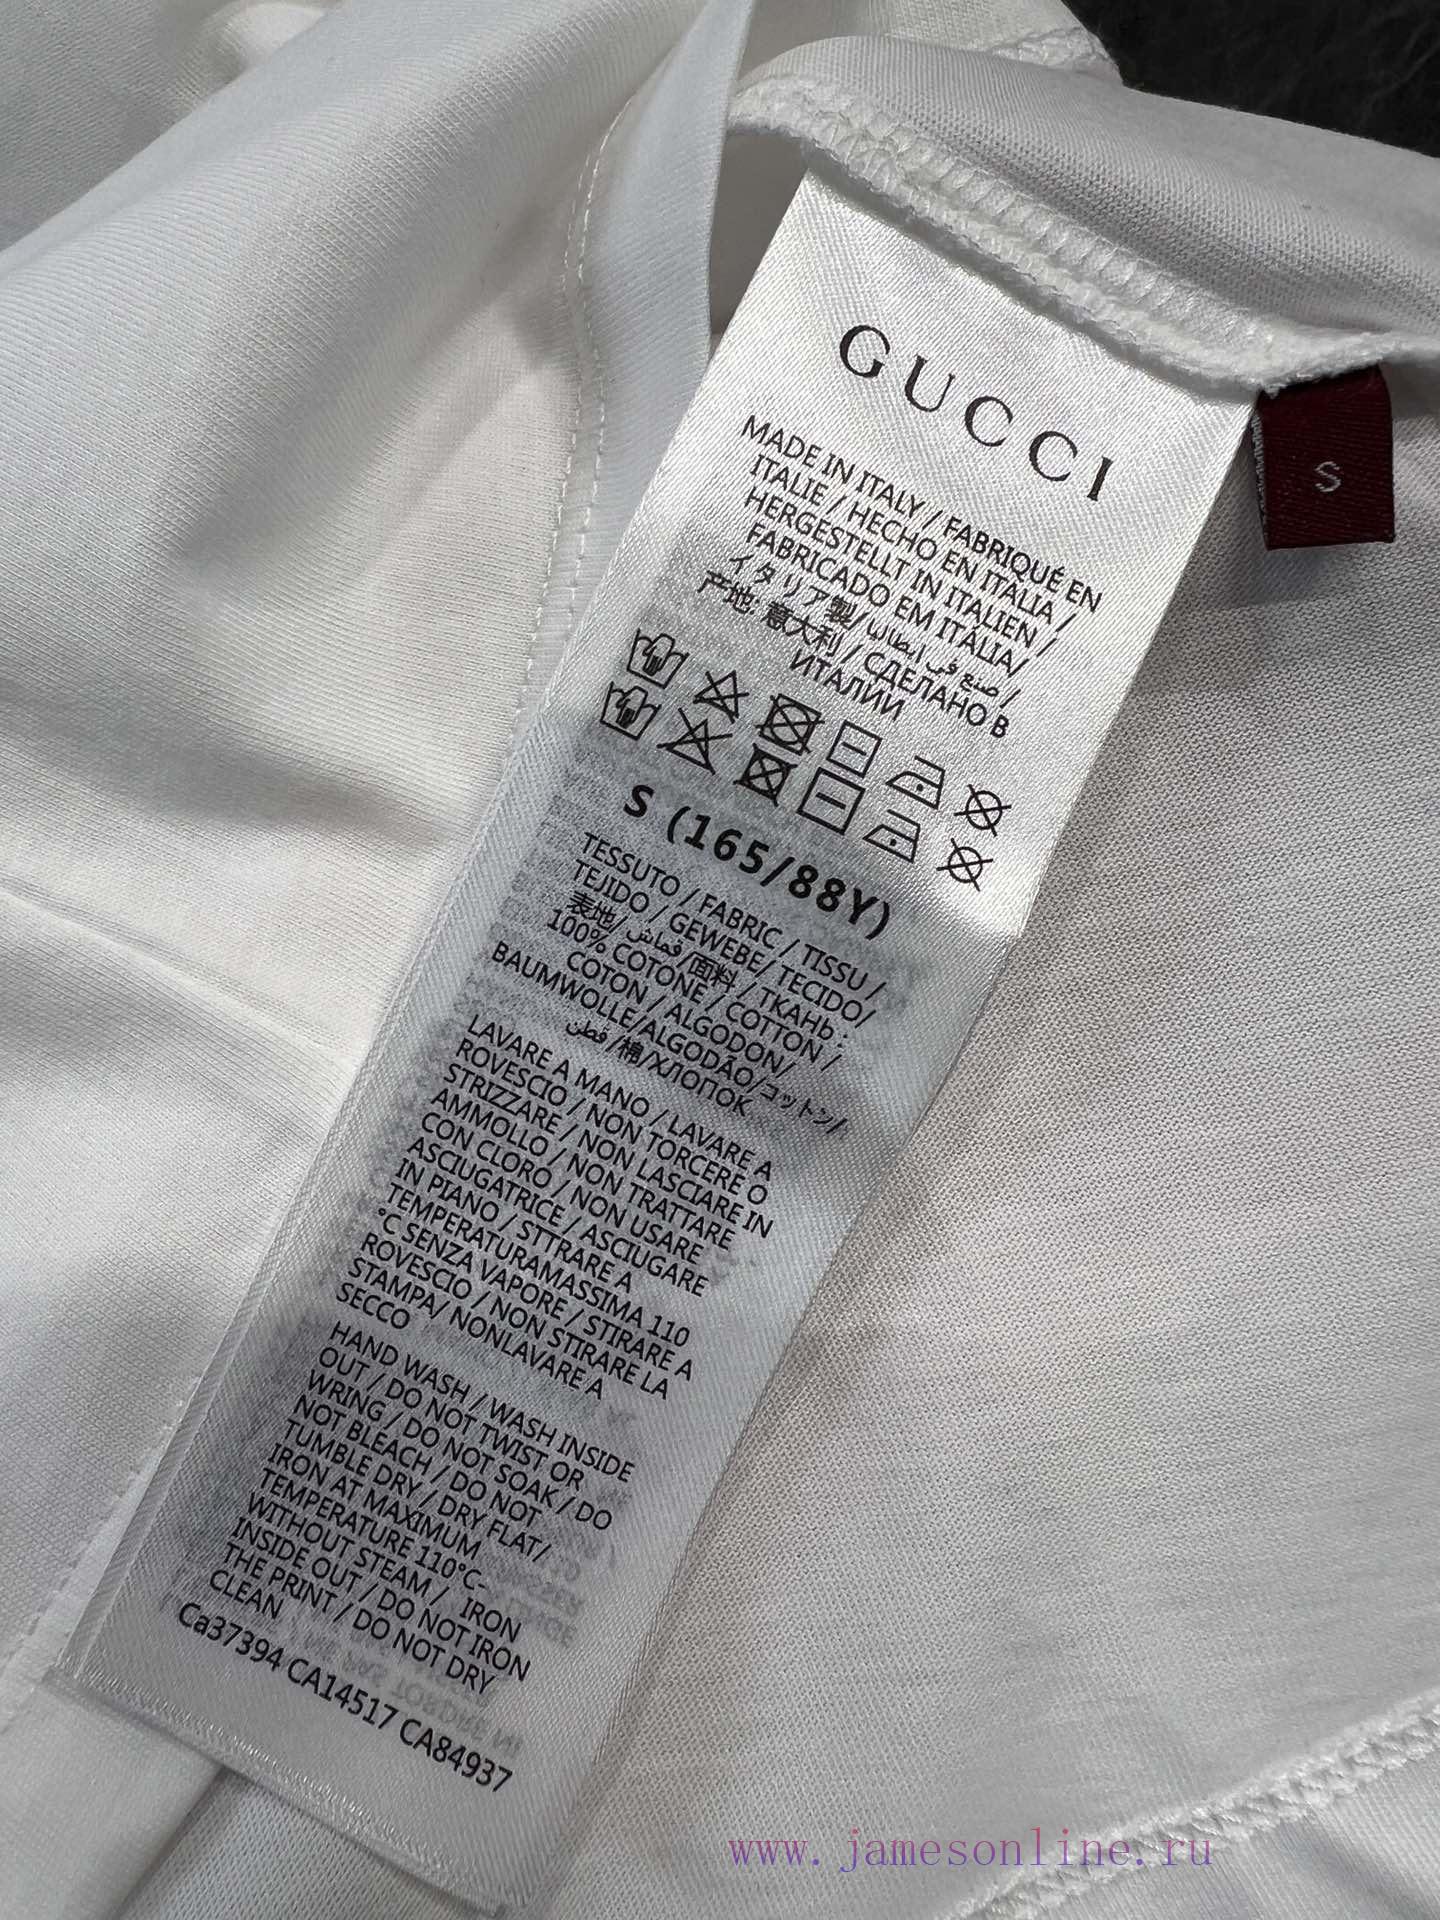 GUCCI
S
MADE IN ITALY / FABRIQUÉ EN
ITALIE / HECHO EN ITALIA /
HERGESTELLT IN ITALIEN /
FABRICADO EM ITÁLIA/
イタリア製/صنع في ايطاليا /
产地: 意大利 / СДЕЛАНО В
ИТАЛИИ
S (165/88Y)
TESSUTO / FABRIC / TISSU /
TEJIDO / GEWEBE/ TECIDO/
表地/ قماش /面料 / ТКАНЬ :
100% COTONE / COTTON /
COTON / ALGODON/
BAUMWOLLE/ALGODÃO/コットン/
قطن /棉/ХЛОПОК
LAVARE A MANO / LAVARE A
ROVESCIO / NON TORCERE O
STRIZZARE / NON LASCIARE IN
AMMOLLO / NON TRATTARE
CON CLORO / NON USARE
ASCIUGATRICE / ASCIUGARE
IN PIANO / STTRARE A
TEMPERATURAMASSIMA 110
°C SENZA VAPORE / STIRARE A
ROVESCIO / NON STIRARE LA
STAMPA/ NONLAVARE A
SECCO
HAND WASH / WASH INSIDE
OUT / DO NOT TWIST OR
WRING / DO NOT SOAK / DO
NOT BLEACH / DO NOT
TUMBLE DRY / DRY FLAT/
IRON AT MAXIMUM
TEMPERATURE 110°C-
WITHOUT STEAM / IRON
INSIDE OUT / DO NOT IRON
THE PRINT / DO NOT DRY
CLEAN
Ca37394 CA14517 CA84937
www.jamesonline.ru